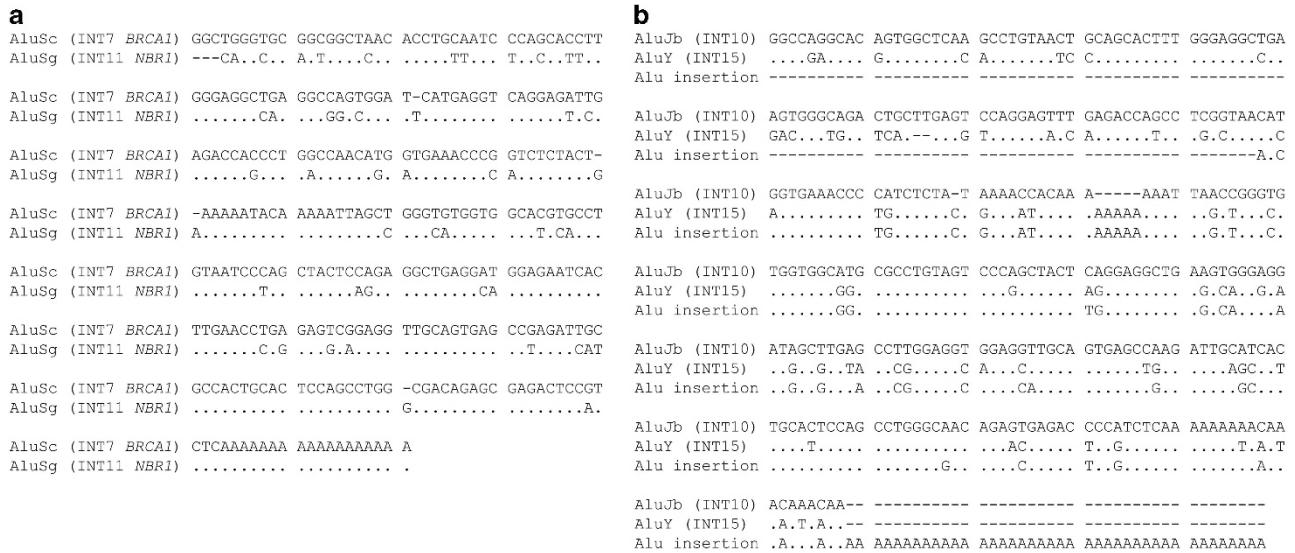 a
AluSc (INT7 BRCA1) GGCTGGGTGC GGCGGCTAAC ACCTGCAATC CCAGCACCTT
AluSg (INT11 NBR1) ---CA..C.. A.T....C.. .......TT. ..T..C..TT..
AluSc (INT7 BRCA1) GGGAGGCTGA GGCCAGTGGA T-CATGAGGT CAGGAGATTG
AluSg (INT11 NBR1) .......CA. ...GG.C... .T........ .......T.C.
AluSc (INT7 BRCA1) AGACCACCCT GGCCAACATG GTGAAACCCG GTCTCTACT-
AluSg (INT11 NBR1) ......G... .A......G. A........C A........G
AluSc (INT7 BRCA1) -AAAAATACA AAAATTAGCT GGGTGTGGTG GCACGTGCCT
AluSg (INT11 NBR1) A......... .........C ...CA..... ...T.CA...
AluSc (INT7 BRCA1) GTAATCCCAG CTACTCCAGA GGCTGAGGAT GGAGAATCAC
AluSg (INT11 NBR1) .......T.. .......AG. ........CA ..........
AluSc (INT7 BRCA1) TTGAACCTGA GAGTCGGAGG TTGCAGTGAG CCGAGATTGC
AluSg (INT11 NBR1) .......C.G ...G.A.... .......... ..T....CAT
AluSc (INT7 BRCA1) GCCACTGCAC TCCAGCCTGG -CGACAGAGC GAGACTCCGT
AluSg (INT11 NBR1) .......... .......... G......... ........A.
AluSc (INT7 BRCA1) CTCAAAAAAA AAAAAAAAAA A
AluSg (INT11 NBR1) .......... .......... .
b
AluJb (INT10) GGCCAGGCAC AGTGGCTCAA GCCTGTAACT GCAGCACTTT GGGAGGCTGA
AluY (INT15) ....GA.... G........C A.......TC C......... .......C..
Alu insertion ---------- ---------- ---------- ---------- ----------
AluJb (INT10) AGTGGGCAGA CTGCTTGAGT CCAGGAGTTT GAGACCAGCC TCGGTAACAT
AluY (INT15) GAC...TG.. TCA.--...G T......A.C A......T.. .G.C.....C
Alu insertion ---------- ---------- ---------- ---------- -------A.C
AluJb (INT10) GGTGAAACCC CATCTCTA-T AAAACCACAA A-----AAAT TAACCGGGTG
AluY (INT15) A......... TG......C. G...AT.... .AAAAA.... ..G.T...C.
Alu insertion .......... TG......C. G...AT.... .AAAAA.... ..G.T...C.
AluJb (INT10) TGGTGGCATG CGCCTGTAGT CCCAGCTACT CAGGAGGCTG AAGTGGGAGG
AluY (INT15) .......GG. .......... ...G...... AG........ .G.CA..G.A
Alu insertion .......GG. .......... .......... TG........ .G.CA....A
AluJb (INT10) ATAGCTTGAG CCTTGGAGGT GGAGGTTGCA GTGAGCCAAG ATTGCATCAC
AluY (INT15) ..G..G..TA ..CG.....C A...C..... ......TG.. ...AGC...T
Alu insertion ..G..G...A ..CG.....C ....CA.... .......G.. ....GC....
AluJb (INT10) TGCACTCCAG CCTGGGCAAC AGAGTGAGAC CCCATCTCAA AAAAAAACAA
AluY (INT15) ....T..... .......... ...AC..... .T..G..... .....T.A.T
Alu insertion .......... .......G.. ....C..... .T..G..... .......A..
AluJb (INT10) ACAAACAA-- ---------- ---------- ---------- --------
AluY (INT15) .A.T.A..-- ---------- ---------- ---------- --------
Alu insertion .A...A..AA AAAAAAAAAA AAAAAAAAAA AAAAAAAAAA AAAAAAAA